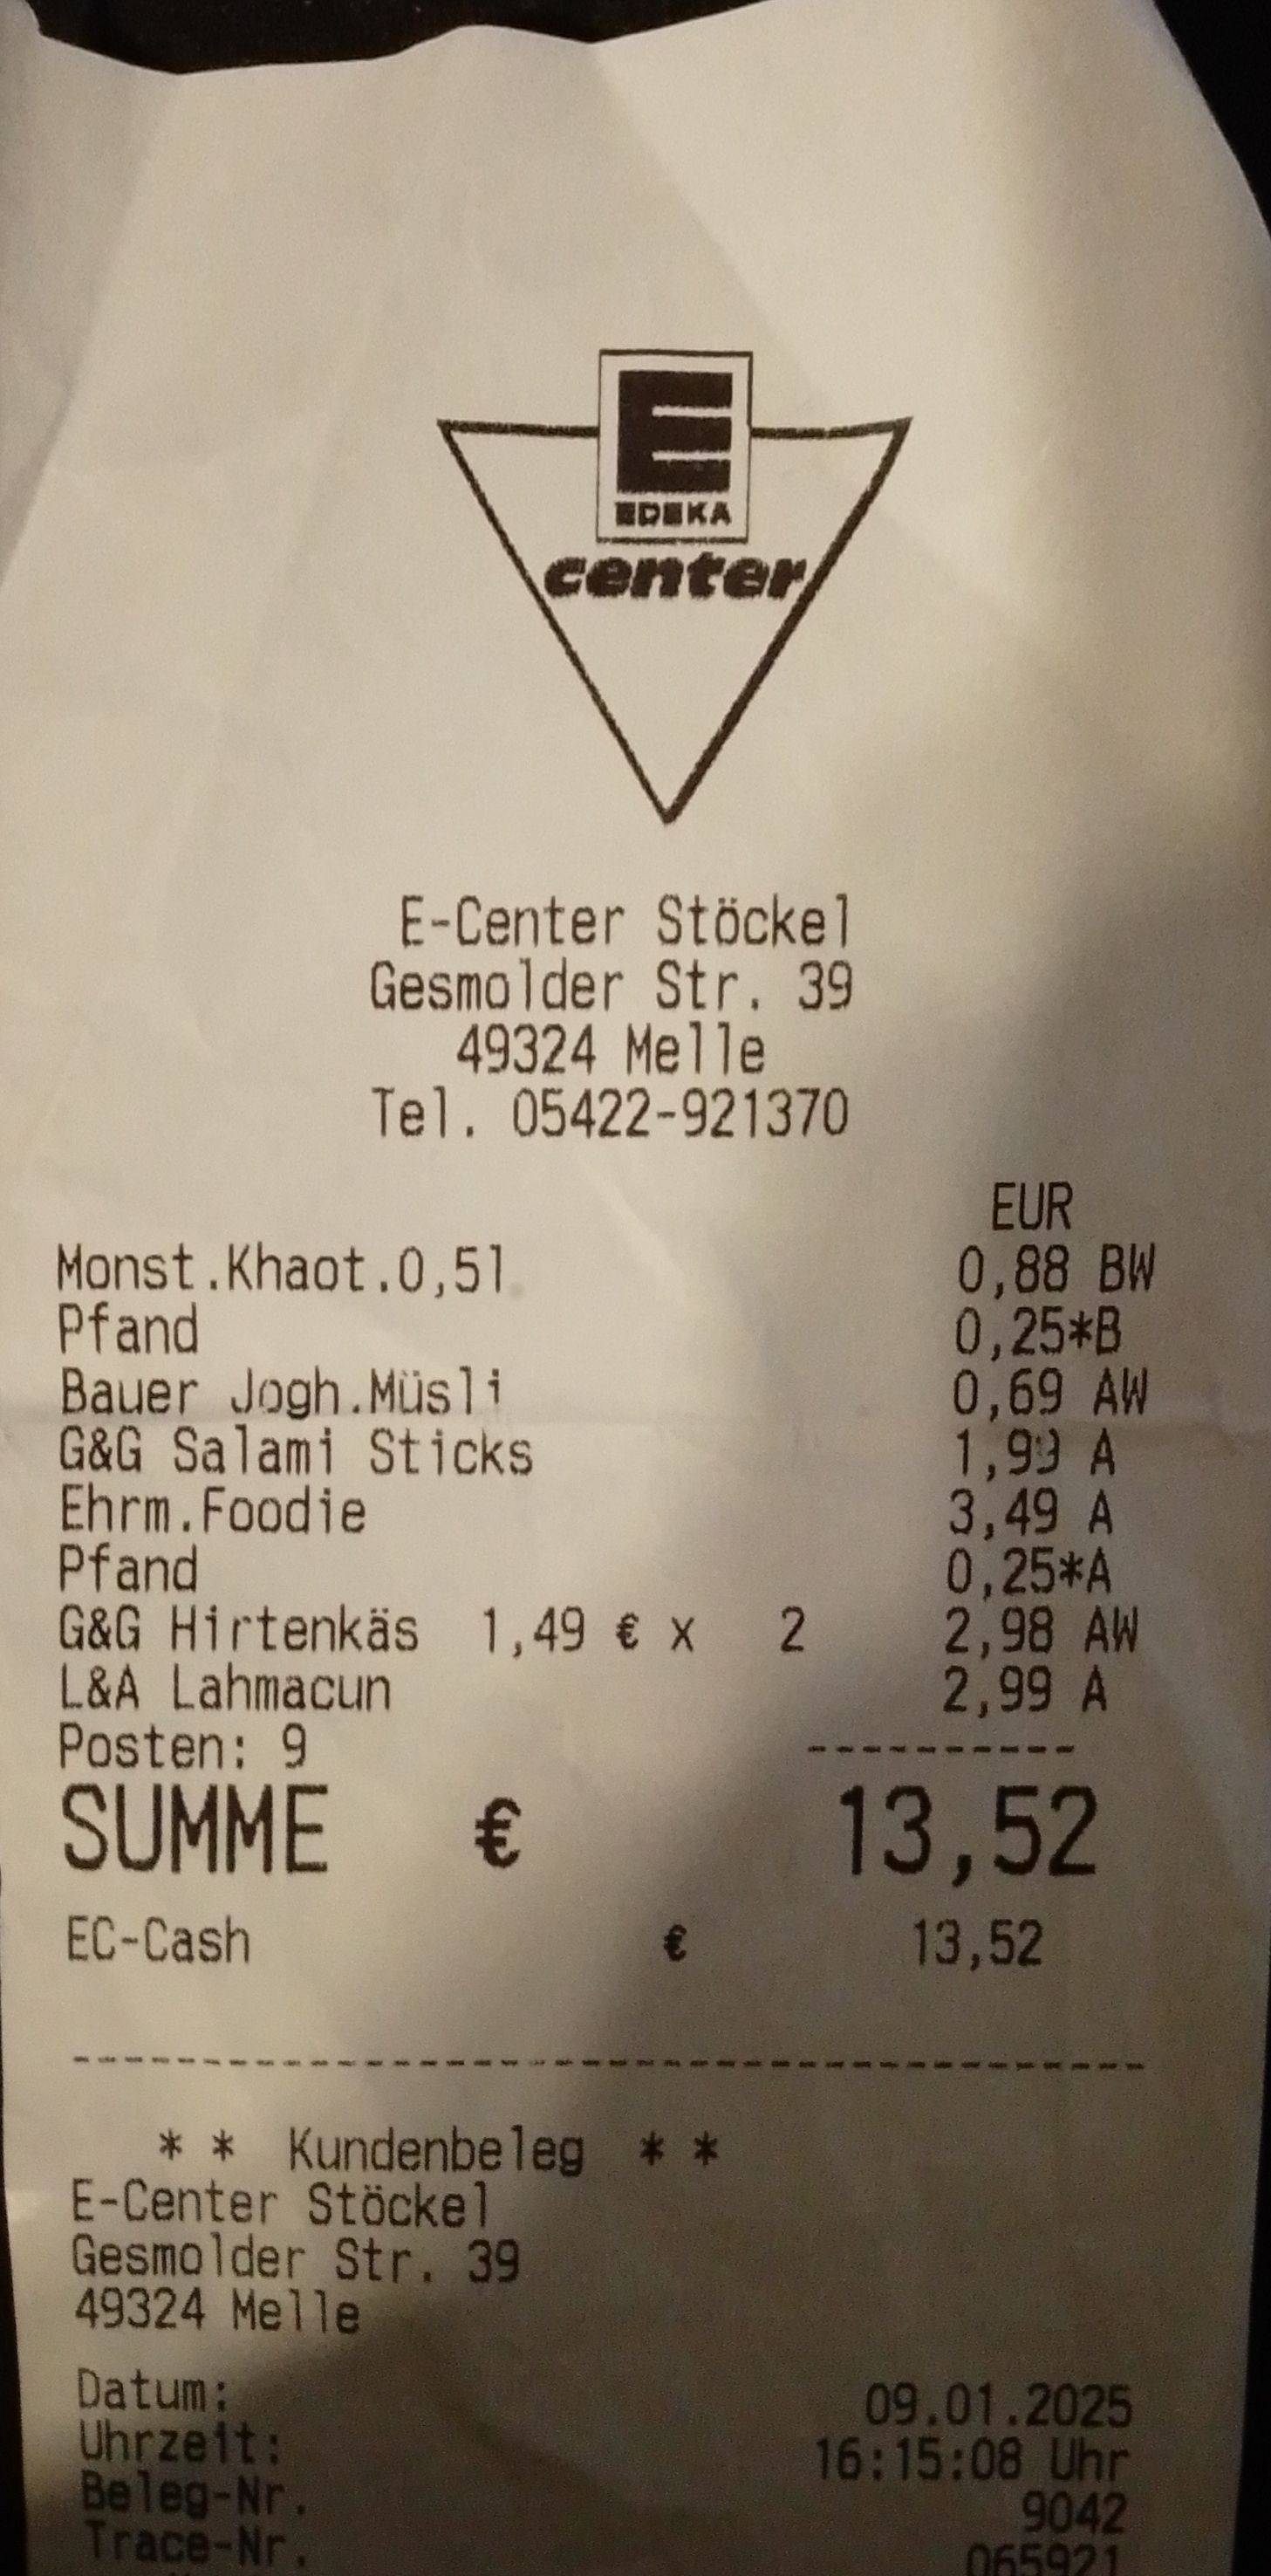 E
EDEKA
center
E-Center Stöckel
Gesmolder Str. 39
49324 Melle
Tel. 05422-921370
EUR
Monst.Khaot.0,5l 0,88 BW
Pfand 0,25*B
Bauer Jogh.Müsli 0,69 AW
G&G Salami Sticks 1,99 A
Ehrm.Foodie 3,49 A
Pfand 0,25*A
G&G Hirtenkäs 1,49 € x 2 2,98 AW
L&A Lahmacun 2,99 A
Posten: 9 ----------
SUMME € 13,52
EC-Cash € 13,52
-----------------------------------------
* * Kundenbeleg * *
E-Center Stöckel
Gesmolder Str. 39
49324 Melle
Datum: 09.01.2025
Uhrzeit: 16:15:08 Uhr
Beleg-Nr. 9042
Trace-Nr. 065921